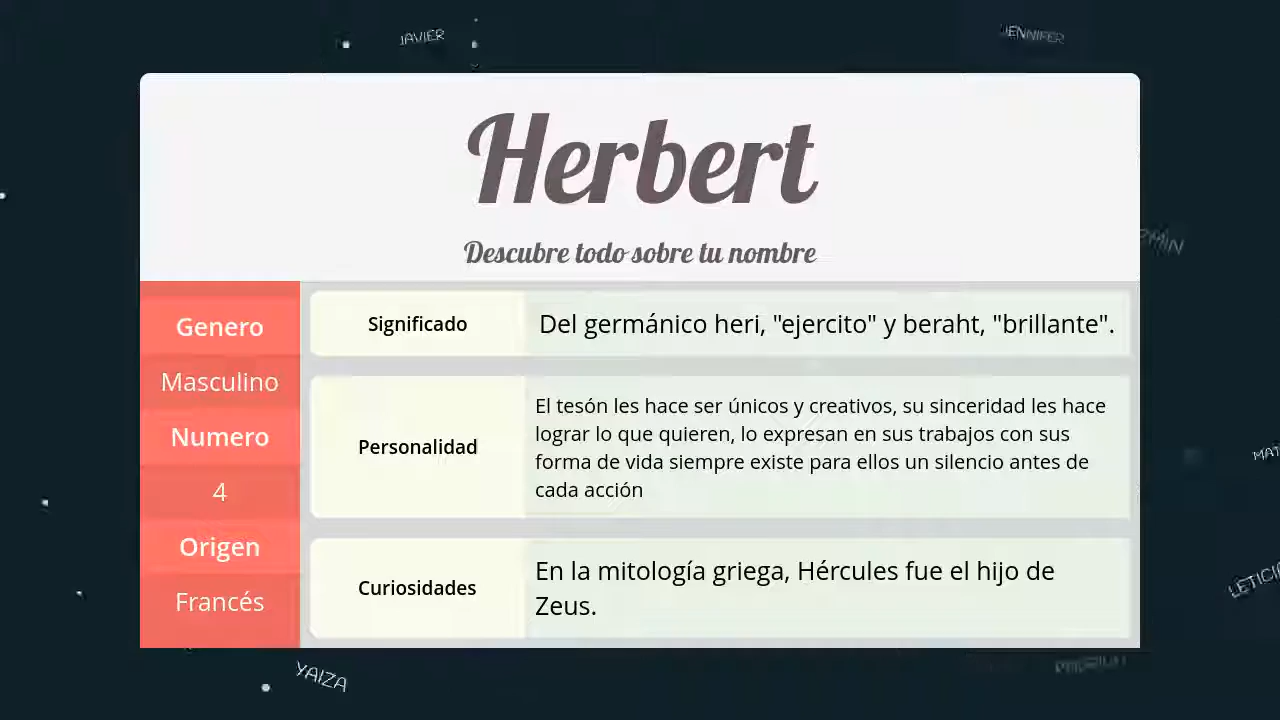 JAVIER
JENNIFER
Herbert
Descubre todo sobre tu nombre
Genero
Masculino
Numero
4
Origen
Francés
Significado
Del germánico heri, "ejercito" y beraht, "brillante".
Personalidad
El tesón les hace ser únicos y creativos, su sinceridad les hace
lograr lo que quieren, lo expresan en sus trabajos con sus
forma de vida siempre existe para ellos un silencio antes de
cada acción
Curiosidades
En la mitología griega, Hércules fue el hijo de
Zeus.
YAIZA